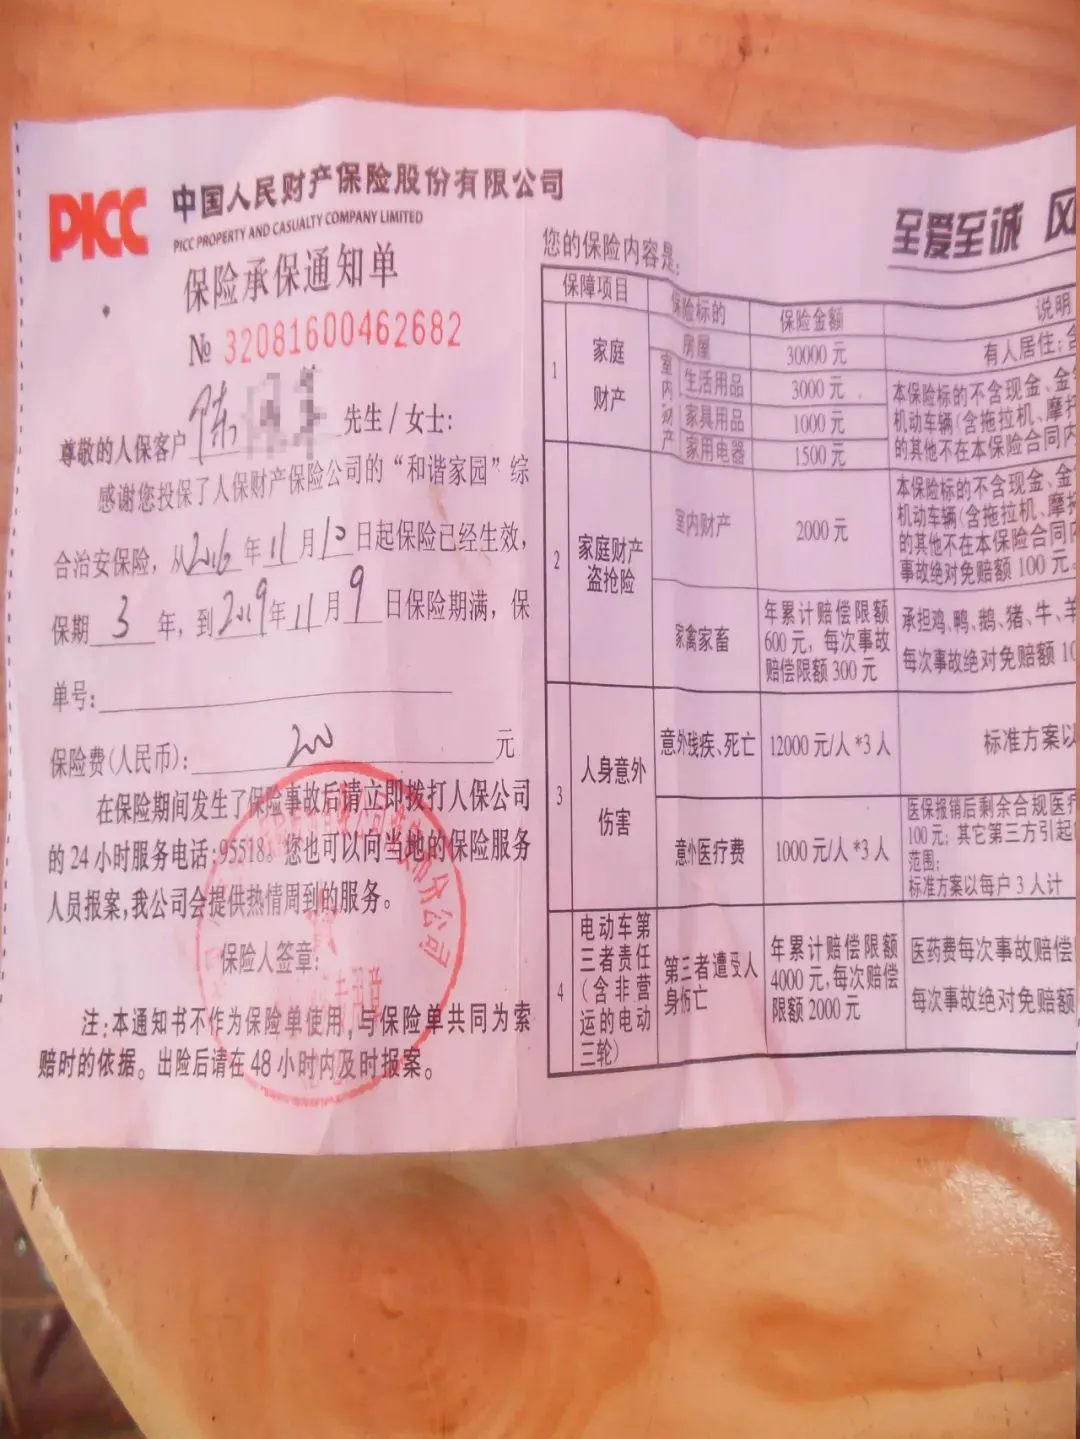 PICC 中国人民财产保险股份有限公司
PICC PROPERTY AND CASUALTY COMPANY LIMITED
保险承保通知单
№ 32081600462682
尊敬的人保客户 陈 先生/女士:
感谢您投保了人保财产保险公司的“和谐家园”综
合治安保险,从2016年11月10日起保险已经生效,
保期3年,到2019年11月9日保险期满,保
单号:
保险费(人民币): 200 元
在保险期间发生了保险事故后请立即拨打人保公司
的24小时服务电话:95518。您也可以向当地的保险服务
人员报案,我公司会提供热情周到的服务。
保险人签章:
注:本通知书不作为保险单使用,与保险单共同为索
赔时的依据。出险后请在48小时内及时报案。
分公司
至爱至诚 风
您的保险内容是:
保障项目 保险标的 保险金额 说明
1 家庭财产 房屋 30000元 有人居住;含
室内财产 生活用品 3000元 本保险标的不含现金、金
家具用品 1000元 机动车辆(含拖拉机、摩托
家用电器 1500元 的其他不在本保险合同内
2 家庭财产盗抢险 室内财产 2000元
本保险标的不含现金、金
机动车辆(含拖拉机、摩托
的其他不在本保险合同内
事故绝对免赔额100元。
家禽家畜 年累计赔偿限额
600元,每次事故
赔偿限额300元
承担鸡、鸭、鹅、猪、牛、羊
每次事故绝对免赔额10
3 人身意外伤害 意外残疾、死亡 12000元/人*3人 标准方案以
意外医疗费 1000元/人*3人
医保报销后剩余合规医疗
100元;其它第三方引起
范围;
标准方案以每户3人计
4 电动车第三者责任(含非营运的电动三轮) 第三者遭受人身伤亡
年累计赔偿限额
4000元,每次赔偿
限额2000元
医药费每次事故赔偿
每次事故绝对免赔额